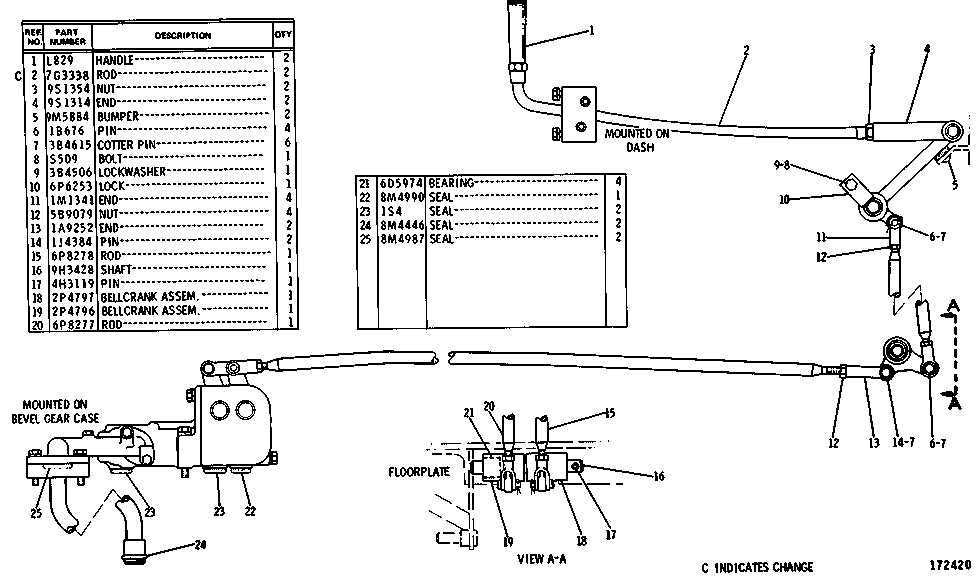 REF. NO. PART NUMBER DESCRIPTION QTY
1 L829 HANDLE 2
C 2 7G3338 ROD 2
3 9S1354 NUT 2
4 9S1314 END 2
5 9M5884 BUMPER 2
6 1B676 PIN 4
7 3B4615 COTTER PIN 6
8 S509 BOLT 1
9 3B4506 LOCKWASHER 1
10 6P6253 LOCK 1
11 1M1341 END 4
12 5B9079 NUT 4
13 1A9252 END 2
14 1J4384 PIN 2
15 6P8278 ROD 1
16 9H3428 SHAFT 1
17 4H3119 PIN 1
18 2P4797 BELLCRANK ASSEM. 1
19 2P4796 BELLCRANK ASSEM. 1
20 6P8277 ROD 1
21 6D5974 BEARING 4
22 8M4990 SEAL 1
23 1S4 SEAL 2
24 8M4446 SEAL 2
25 8M4987 SEAL 2
1
2
3
4
MOUNTED ON
DASH
5
9-8
10
11
12
6-7
A
A
12
13
14-7
6-7
MOUNTED ON
BEVEL GEAR CASE
25
23
23
22
24
21
20
15
FLOORPLATE
16
19
18
17
VIEW A-A
C INDICATES CHANGE
172420